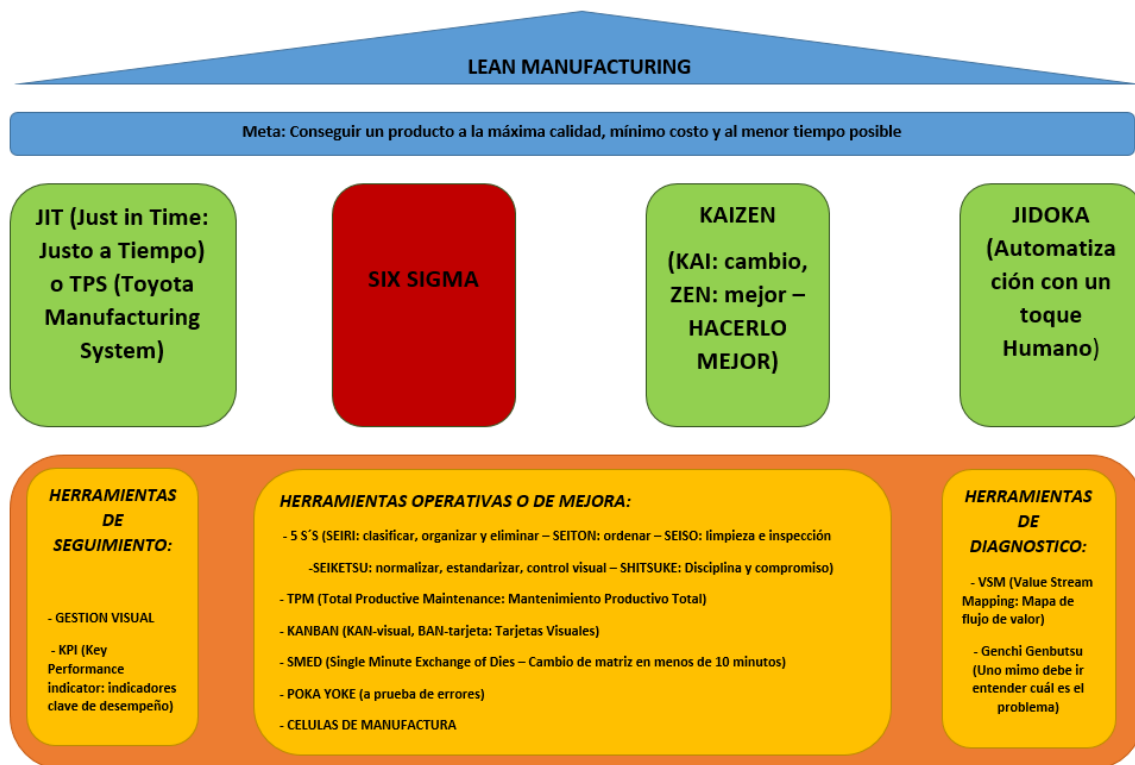 LEAN MANUFACTURING
Meta: Conseguir un producto a la máxima calidad, mínimo costo y al menor tiempo posible
JIT (Just in Time:
Justo a Tiempo)
o TPS (Toyota
Manufacturing
System)
SIX SIGMA
KAIZEN
(KAI: cambio,
ZEN: mejor –
HACERLO
MEJOR)
JIDOKA
(Automatiza
ción con un
toque
Humano)
HERRAMIENTAS
DE
SEGUIMIENTO:
- GESTION VISUAL
- KPI (Key
Performance
indicator: indicadores
clave de desempeño)
HERRAMIENTAS OPERATIVAS O DE MEJORA:
- 5 S´S (SEIRI: clasificar, organizar y eliminar – SEITON: ordenar – SEISO: limpieza e inspección
-SEIKETSU: normalizar, estandarizar, control visual – SHITSUKE: Disciplina y compromiso)
- TPM (Total Productive Maintenance: Mantenimiento Productivo Total)
- KANBAN (KAN-visual, BAN-tarjeta: Tarjetas Visuales)
- SMED (Single Minute Exchange of Dies – Cambio de matriz en menos de 10 minutos)
- POKA YOKE (a prueba de errores)
- CELULAS DE MANUFACTURA
HERRAMIENTAS
DE
DIAGNOSTICO:
- VSM (Value Stream
Mapping: Mapa de
flujo de valor)
- Genchi Genbutsu
(Uno mimo debe ir
entender cuál es el
problema)